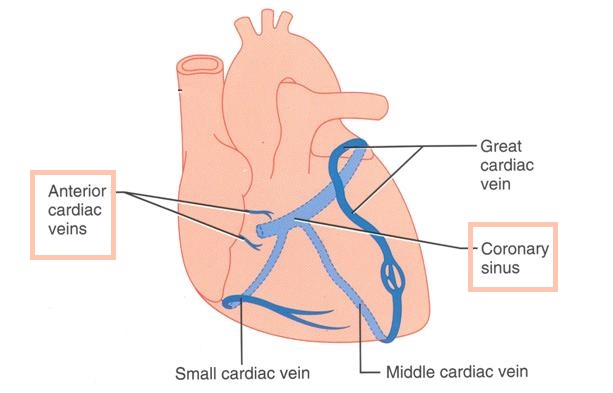 Great
cardiac
vein
Anterior
cardiac
veins
Coronary
sinus
Small cardiac vein
Middle cardiac vein